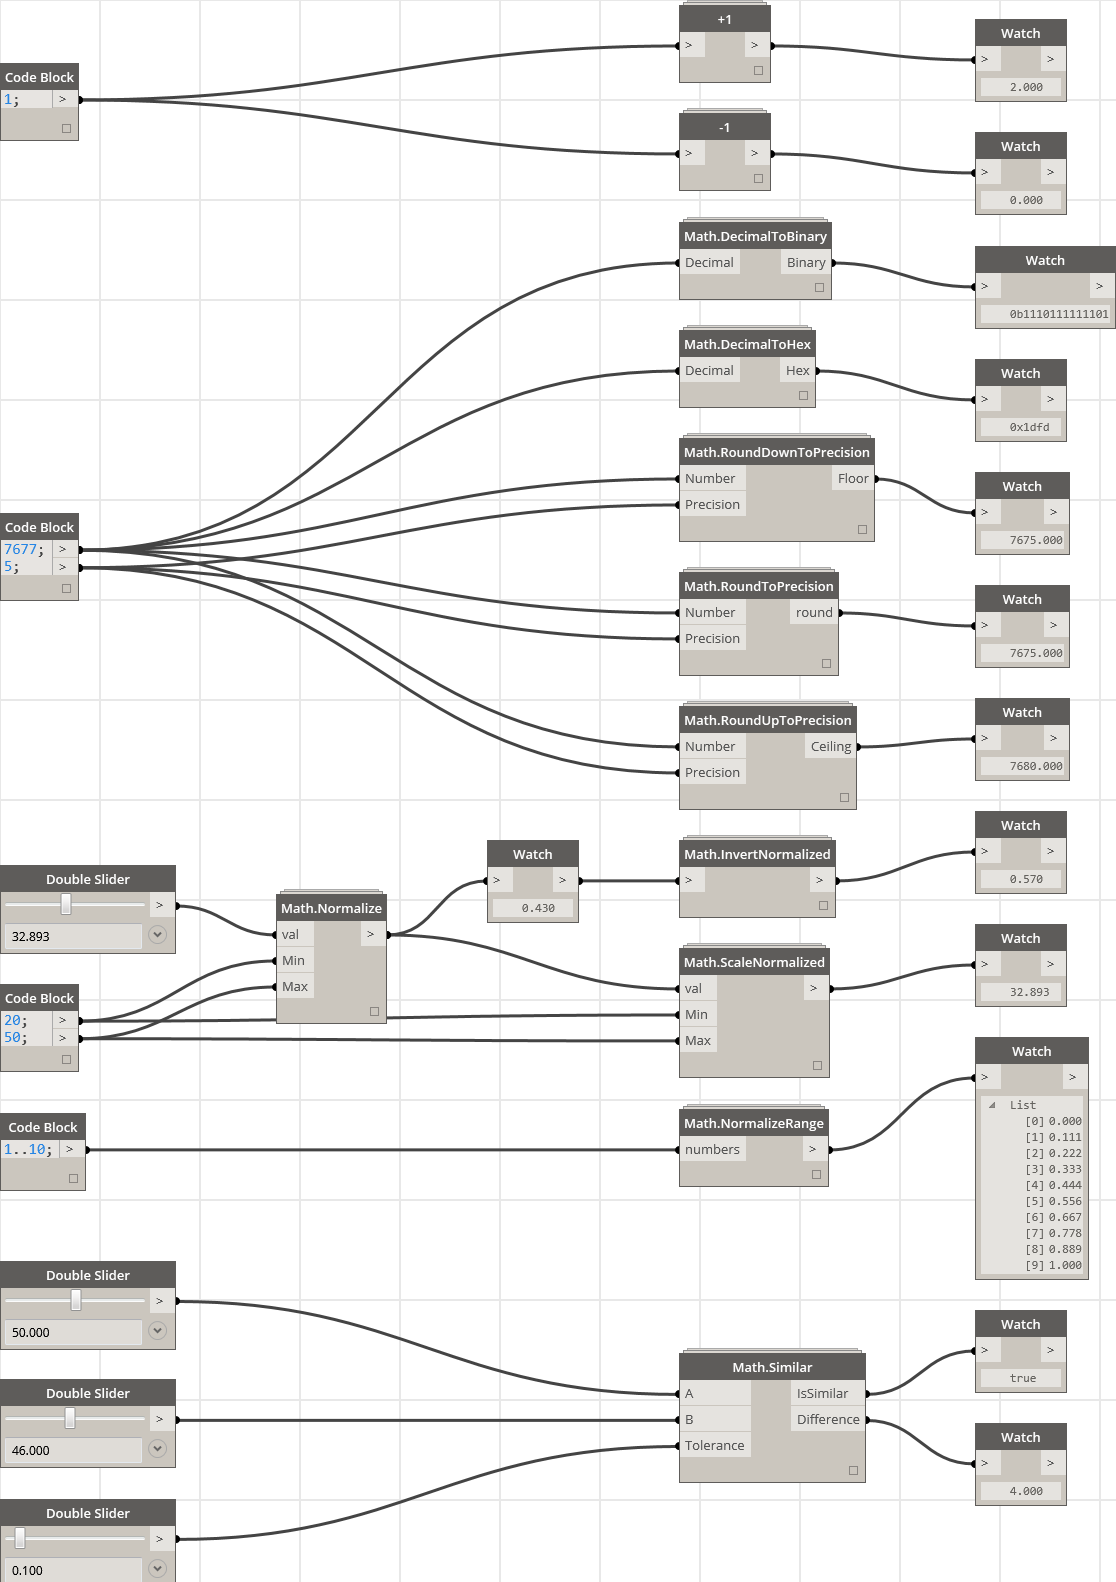 +1
>
>
Watch
>
>
2.000
Code Block
1;
>
-1
>
>
Watch
>
>
0.000
Math.DecimalToBinary
Decimal
Binary
Watch
>
>
0b1110111111101
Math.DecimalToHex
Decimal
Hex
Watch
>
>
0x1dfd
Math.RoundDownToPrecision
Number
Floor
Precision
Watch
>
>
7675.000
Code Block
7677;
>
5;
>
Math.RoundToPrecision
Number
round
Precision
Watch
>
>
7675.000
Math.RoundUpToPrecision
Number
Ceiling
Precision
Watch
>
>
7680.000
Double Slider
>
32.893
Math.Normalize
val
>
Min
Max
Watch
>
>
0.430
Math.InvertNormalized
>
>
Watch
>
>
0.570
Code Block
20;
>
50;
>
Math.ScaleNormalized
val
>
Min
Max
Watch
>
>
32.893
Code Block
1..10;
>
Math.NormalizeRange
numbers
>
Watch
>
>
List
[0] 0.000
[1] 0.111
[2] 0.222
[3] 0.333
[4] 0.444
[5] 0.556
[6] 0.667
[7] 0.778
[8] 0.889
[9] 1.000
Double Slider
>
50.000
Double Slider
>
46.000
Double Slider
>
0.100
Math.Similar
A
IsSimilar
B
Difference
Tolerance
Watch
>
>
true
Watch
>
>
4.000